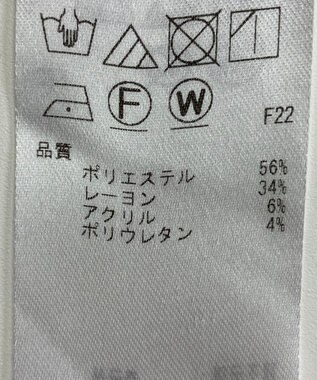 F W
F22
品質
ポリエステル 56%
レーヨン 34%
アクリル 6%
ポリウレタン 4%